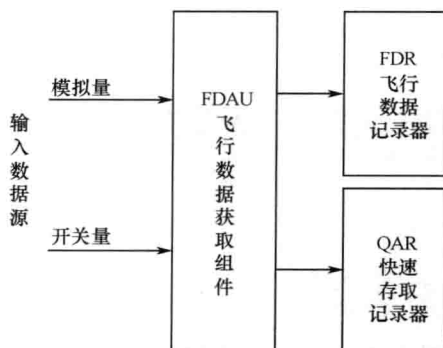 输入数据源
模拟量
开关量
FDAU
飞行数据获取组件
FDR
飞行
数据
记录器
QAR
快速
存取
记录器